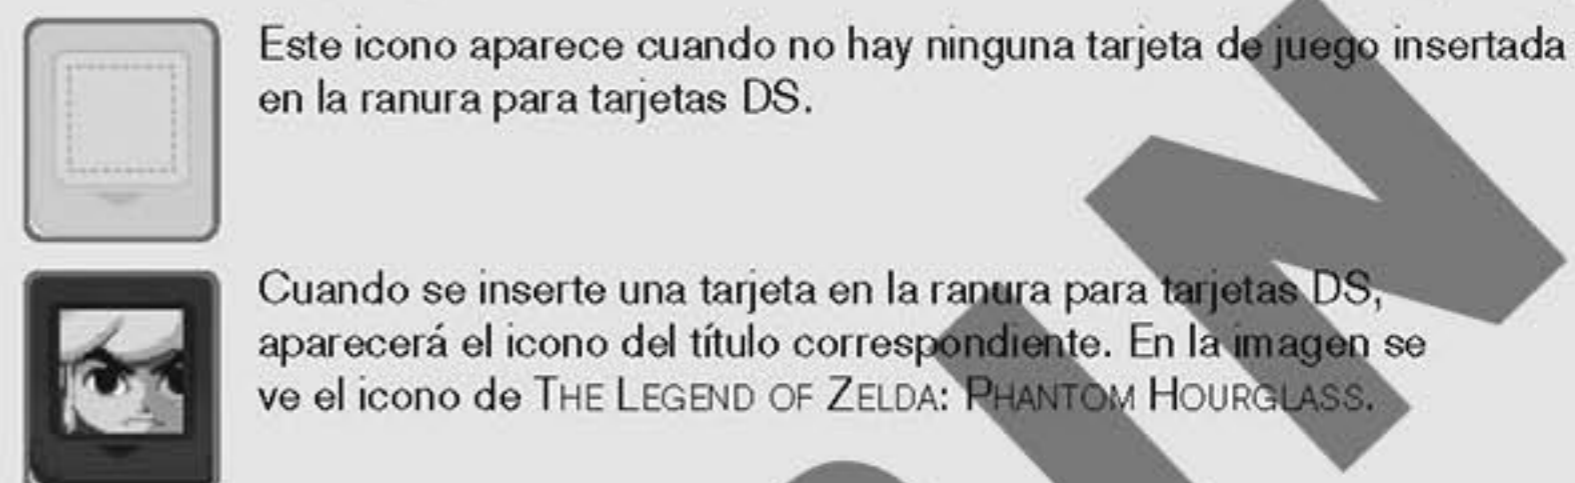 Este icono aparece cuando no hay ninguna tarjeta de juego insertada
en la ranura para tarjetas DS.
Cuando se inserte una tarjeta en la ranura para tarjetas DS,
aparecerá el icono del título correspondiente. En la imagen se
ve el icono de THE LEGEND OF ZELDA: PHANTOM HOURGLASS.